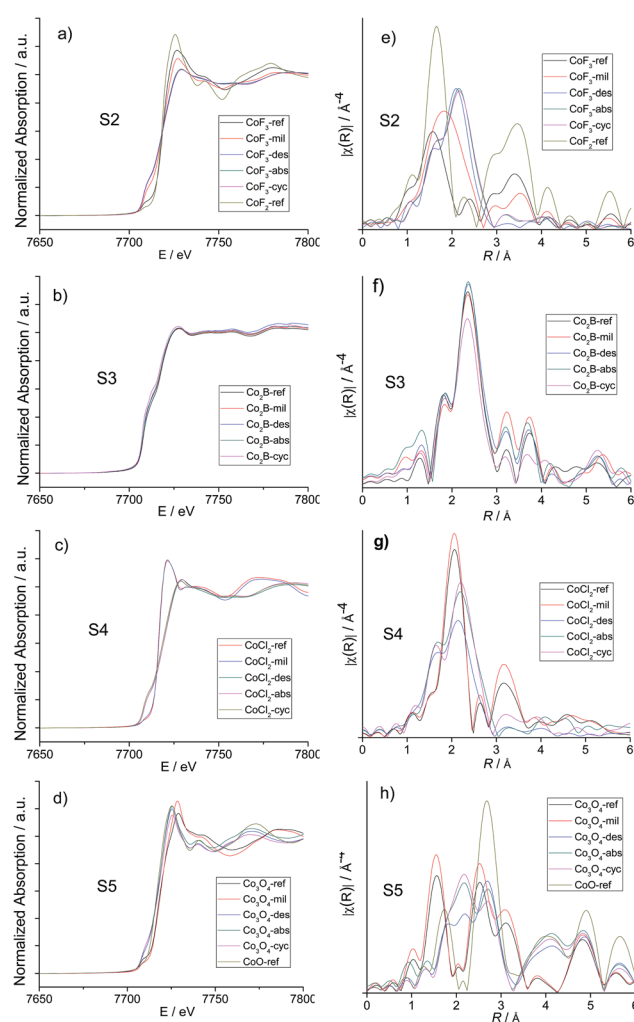 a)
S2
Normalized Absorption / a.u.
CoF₃-ref
CoF₃-mil
CoF₃-des
CoF₃-abs
CoF₃-cyc
CoF₂-ref
7650 7700 7750 7800
E / eV
e)
S2
|χ(R)| / Å⁻⁴
CoF₃-ref
CoF₃-mil
CoF₃-des
CoF₃-abs
CoF₃-cyc
CoF₂-ref
0 1 2 3 4 5 6
R / Å
b)
S3
Normalized Absorption / a.u.
Co₂B-ref
Co₂B-mil
Co₂B-des
Co₂B-abs
Co₂B-cyc
7650 7700 7750 7800
E / eV
f)
S3
|χ(R)| / Å⁻⁴
Co₂B-ref
Co₂B-mil
Co₂B-des
Co₂B-abs
Co₂B-cyc
0 1 2 3 4 5 6
R / Å
c)
S4
Normalized Absorption / a.u.
CoCl₂-ref
CoCl₂-mil
CoCl₂-des
CoCl₂-abs
CoCl₂-cyc
7650 7700 7750 7800
E / eV
g)
S4
|χ(R)| / Å⁻⁴
CoCl₂-ref
CoCl₂-mil
CoCl₂-des
CoCl₂-abs
CoCl₂-cyc
0 1 2 3 4 5 6
R / Å
d)
S5
Normalized Absorption / a.u.
Co₃O₄-ref
Co₃O₄-mil
Co₃O₄-des
Co₃O₄-abs
Co₃O₄-cyc
CoO-ref
7650 7700 7750 7800
E / eV
h)
S5
|χ(R)| / Å⁻⁴
Co₃O₄-ref
Co₃O₄-mil
Co₃O₄-des
Co₃O₄-abs
Co₃O₄-cyc
CoO-ref
0 1 2 3 4 5 6
R / Å